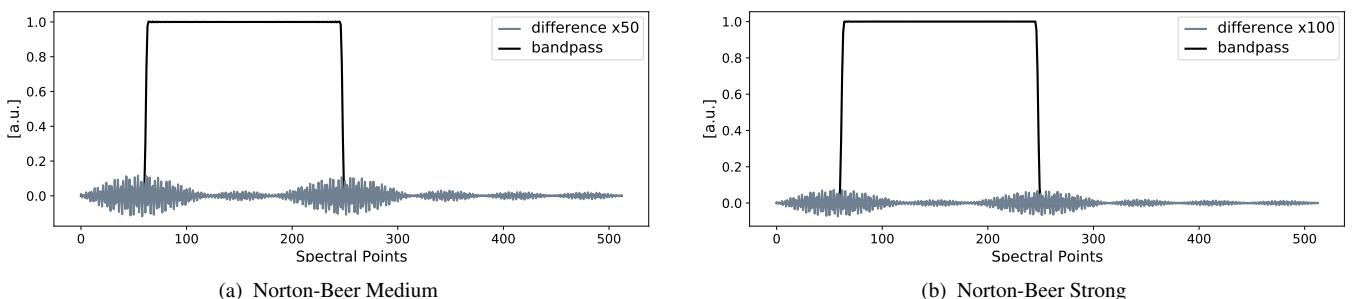 1.0
0.8
0.6
0.4
0.2
0.0
[a.u.]
difference x50
bandpass
0 100 200 300 400 500
Spectral Points
(a) Norton-Beer Medium
1.0
0.8
0.6
0.4
0.2
0.0
[a.u.]
difference x100
bandpass
0 100 200 300 400 500
Spectral Points
(b) Norton-Beer Strong